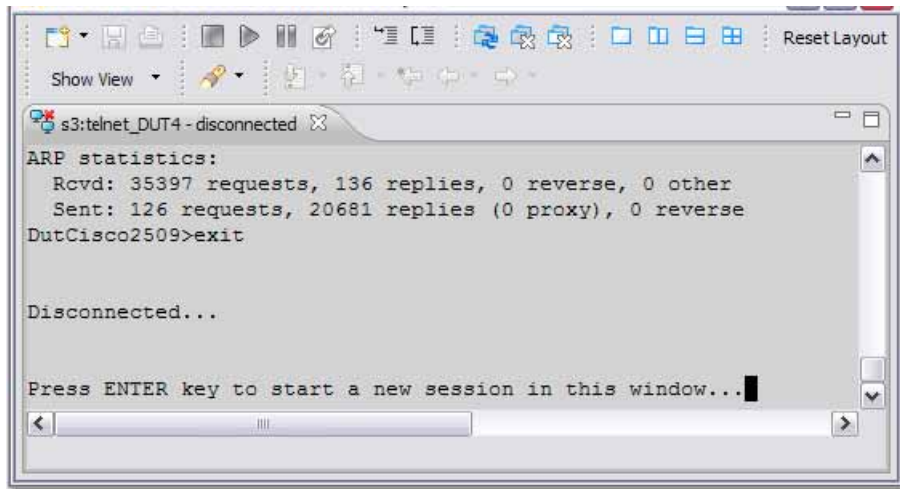 Reset Layout
Show View
s3:telnet_DUT4 - disconnected
ARP statistics:
  Rcvd: 35397 requests, 136 replies, 0 reverse, 0 other
  Sent: 126 requests, 20681 replies (0 proxy), 0 reverse
DutCisco2509>exit
Disconnected...
Press ENTER key to start a new session in this window...